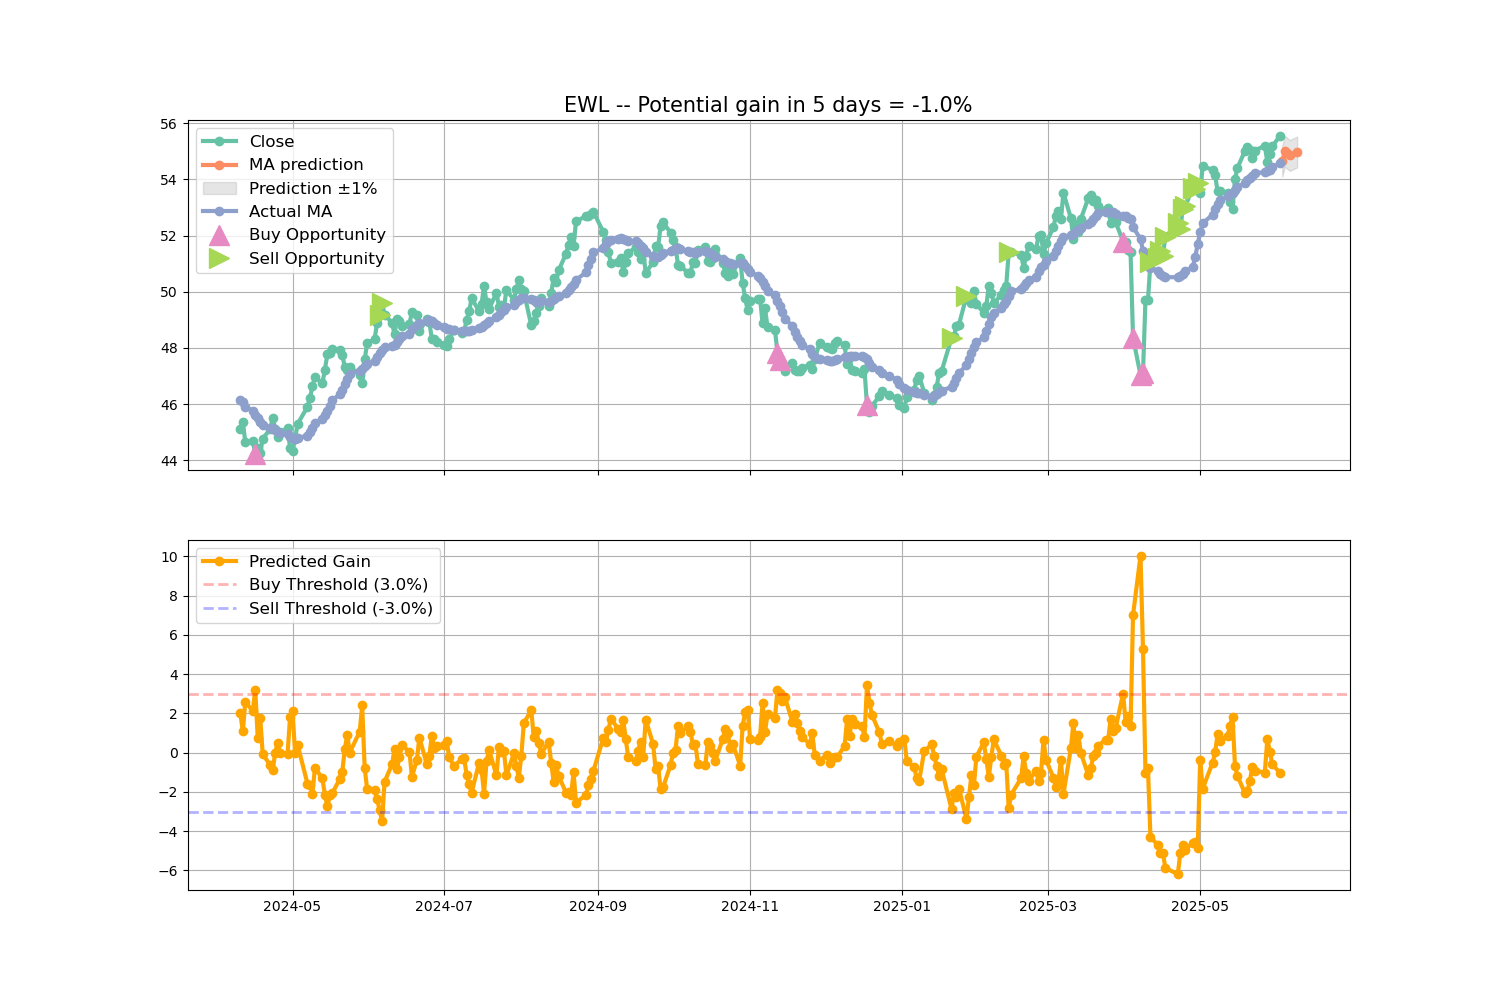 EWL -- Potential gain in 5 days = -1.0%
56
54
52
50
48
46
44
Close
MA prediction
Prediction ±1%
Actual MA
Buy Opportunity
Sell Opportunity
10
8
6
4
2
0
−2
−4
−6
Predicted Gain
Buy Threshold (3.0%)
Sell Threshold (-3.0%)
2024-05 2024-07 2024-09 2024-11 2025-01 2025-03 2025-05